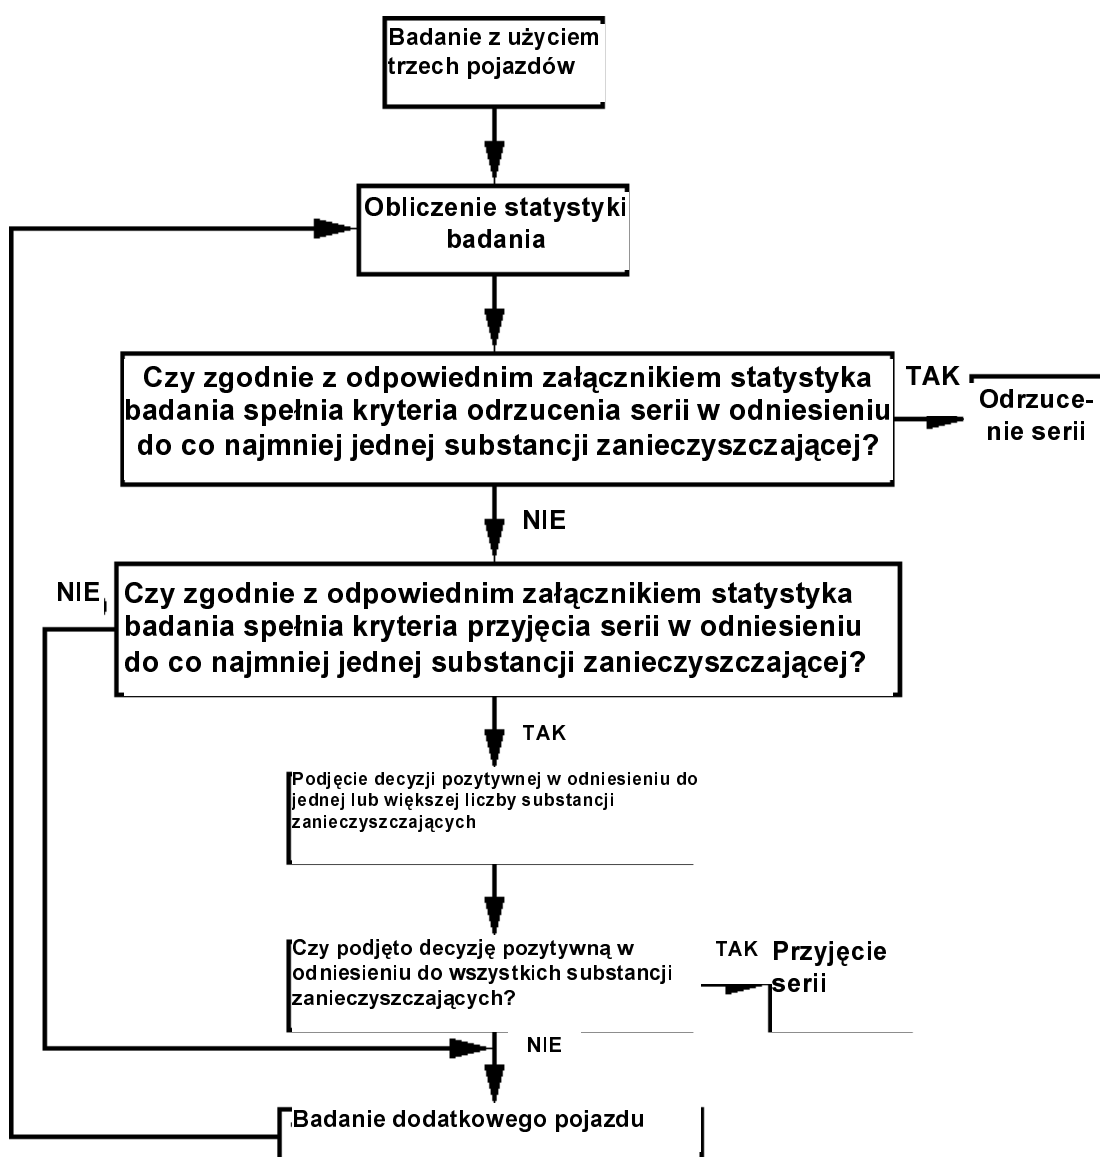 Badanie z użyciem
trzech pojazdów
Obliczenie statystyki
badania
Czy zgodnie z odpowiednim załącznikiem statystyka
badania spełnia kryteria odrzucenia serii w odniesieniu
do co najmniej jednej substancji zanieczyszczającej?
TAK
Odrzuce-
nie serii
NIE
NIE
Czy zgodnie z odpowiednim załącznikiem statystyka
badania spełnia kryteria przyjęcia serii w odniesieniu
do co najmniej jednej substancji zanieczyszczającej?
TAK
Podjęcie decyzji pozytywnej w odniesieniu do
jednej lub większej liczby substancji
zanieczyszczających
Czy podjęto decyzję pozytywną w
odniesieniu do wszystkich substancji
zanieczyszczających?
TAK
Przyjęcie
serii
NIE
Badanie dodatkowego pojazdu